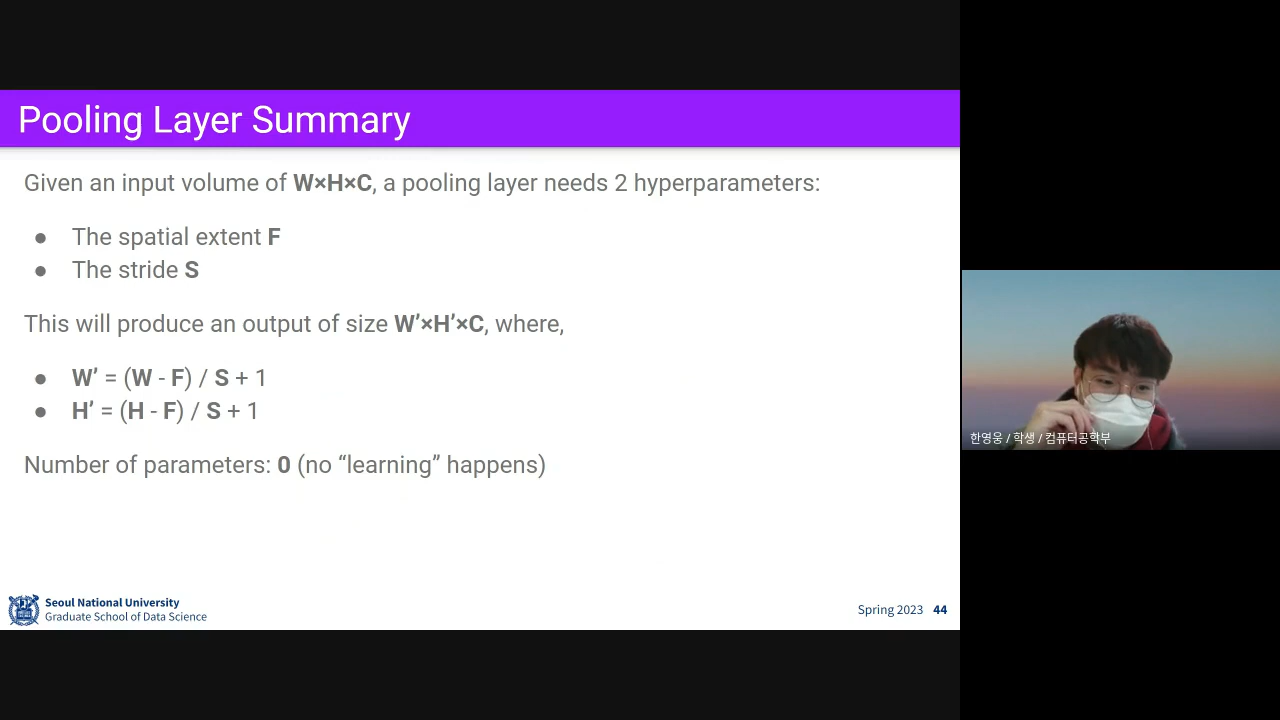 Pooling Layer Summary
Given an input volume of W×H×C, a pooling layer needs 2 hyperparameters:
● The spatial extent F
● The stride S
This will produce an output of size W’×H’×C, where,
● W’ = (W - F) / S + 1
● H’ = (H - F) / S + 1
Number of parameters: 0 (no “learning” happens)
Seoul National University
Graduate School of Data Science
Spring 2023 44
한영웅 / 학생 / 컴퓨터공학부